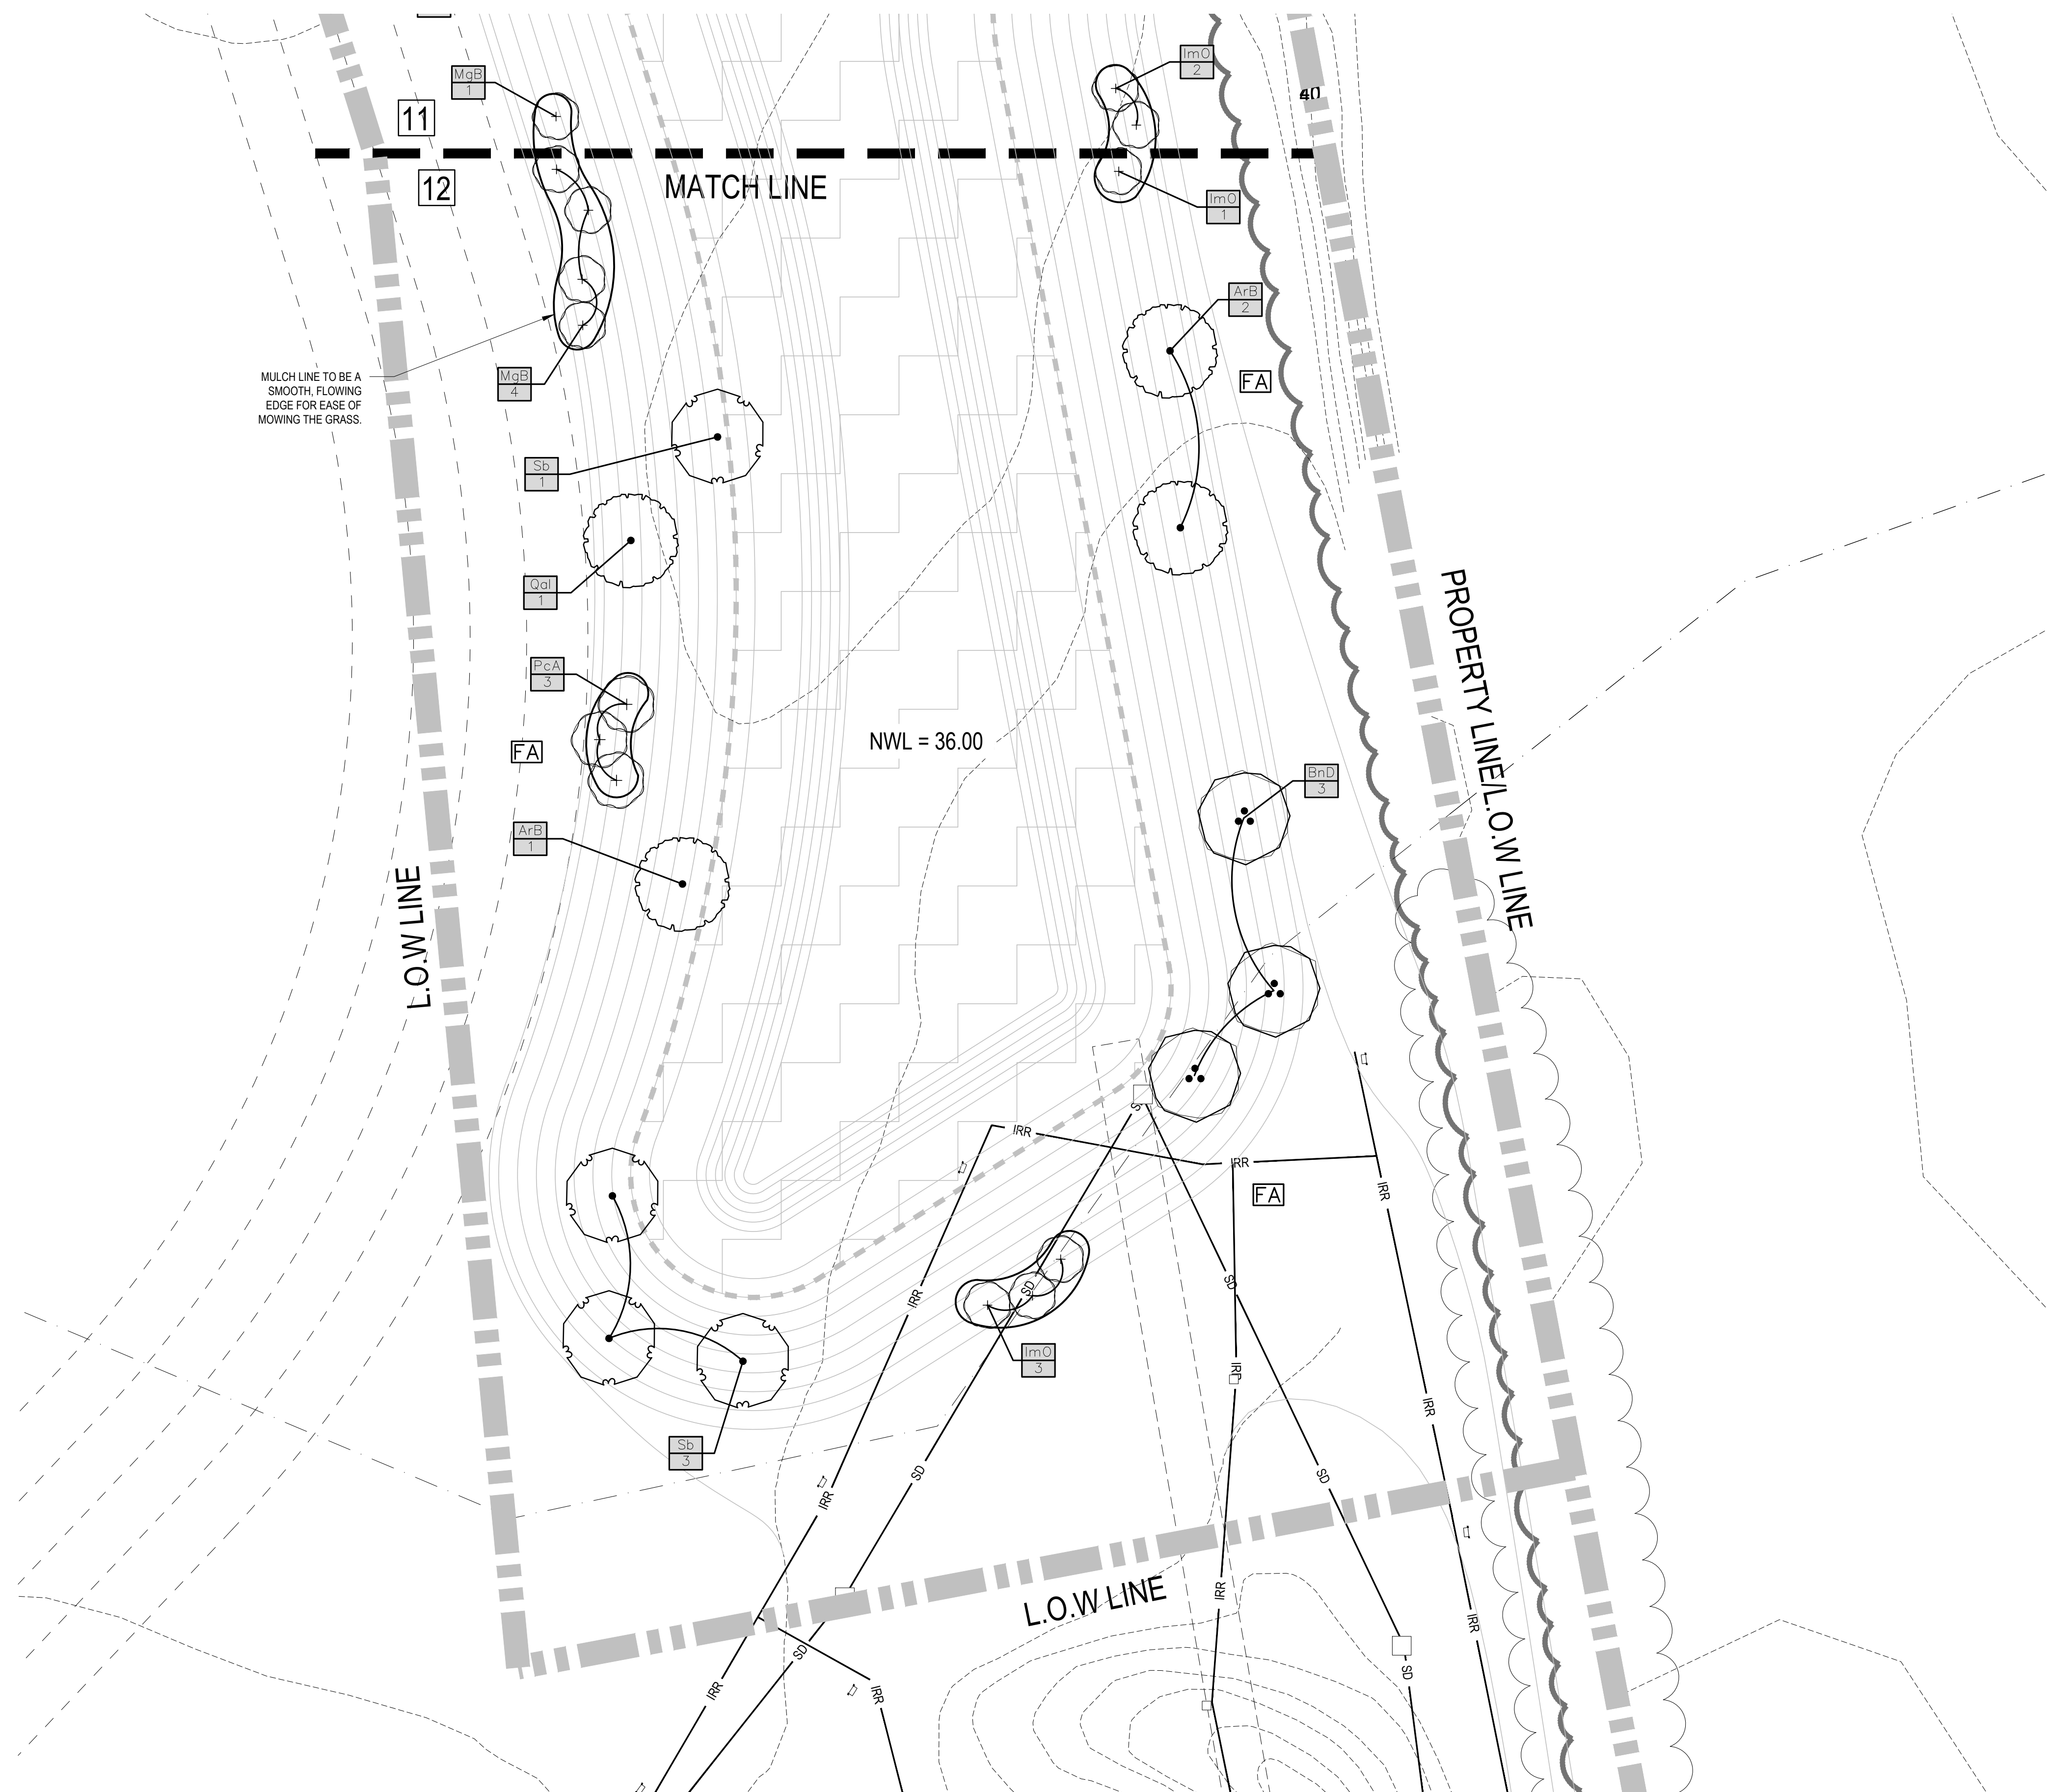 ImO
2
MgB
1
40
11
MATCH LINE
12
ImO
1
ArB
2
MgB
4
FA
MULCH LINE TO BE A
SMOOTH, FLOWING
EDGE FOR EASE OF
MOWING THE GRASS.
Sb
1
Qal
1
PROPERTY LINE/L.O.W LINE
PcA
3
FA
NWL = 36.00
BnD
3
ArB
1
L.O.W LINE
IRR
IRR
IRR
FA
SD
SD
IRR
ImO
3
IRR
IRR
Sb
3
SD
SD
IRR
IRR
L.O.W LINE
IRR
SD
SD
IRR
IRR